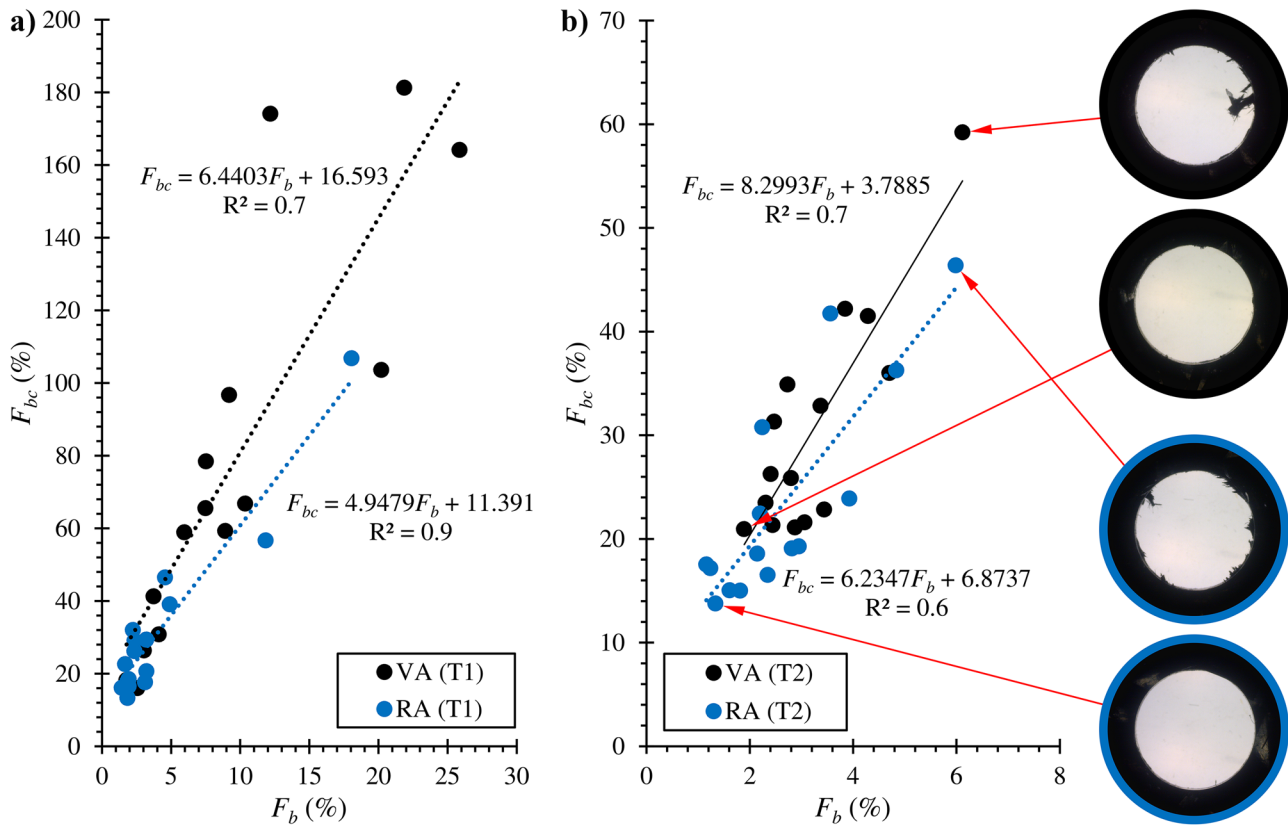 a)
200
180
160
140
120
100
80
60
40
20
0
F_bc (%)
F_bc = 6.4403F_b + 16.593
R² = 0.7
F_bc = 4.9479F_b + 11.391
R² = 0.9
VA (T1)
RA (T1)
0 5 10 15 20 25 30
F_b (%)
b)
70
60
50
40
30
20
10
0
F_bc (%)
F_bc = 8.2993F_b + 3.7885
R² = 0.7
F_bc = 6.2347F_b + 6.8737
R² = 0.6
VA (T2)
RA (T2)
0 2 4 6 8
F_b (%)